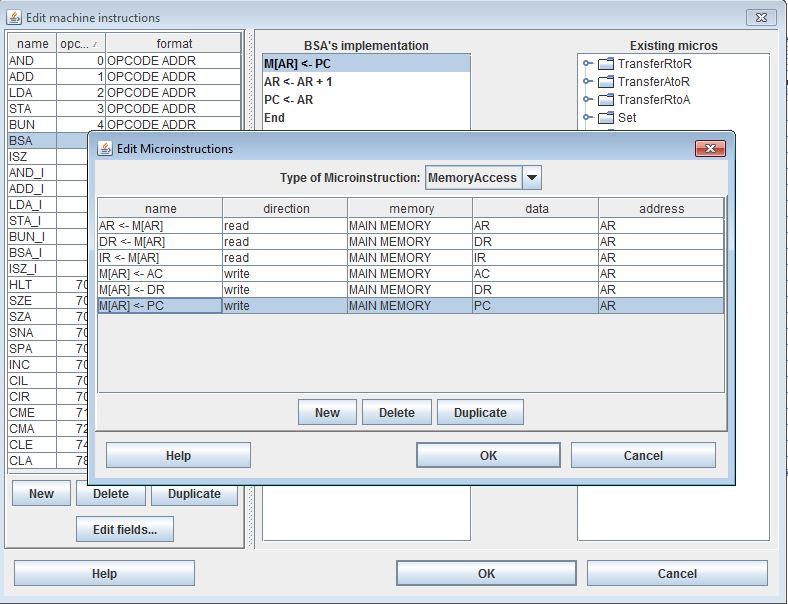 Edit machine instructions
name opc... format
AND 0 OPCODE ADDR
ADD 1 OPCODE ADDR
LDA 2 OPCODE ADDR
STA 3 OPCODE ADDR
BUN 4 OPCODE ADDR
BSA
ISZ
AND_I
ADD_I
LDA_I
STA_I
BUN_I
BSA_I
ISZ_I
HLT 70
SZE 70
SZA 70
SNA 70
SPA 70
INC 70
CIL 70
CIR 70
CME 71
CMA 72
CLE 74
CLA 78
New Delete Duplicate
Edit fields...
BSA's implementation
M[AR] <- PC
AR <- AR + 1
PC <- AR
End
Existing micros
TransferRtoR
TransferAtoR
TransferRtoA
Set
Edit Microinstructions
Type of Microinstruction: MemoryAccess
name direction memory data address
AR <- M[AR] read MAIN MEMORY AR AR
DR <- M[AR] read MAIN MEMORY DR AR
IR <- M[AR] read MAIN MEMORY IR AR
M[AR] <- AC write MAIN MEMORY AC AR
M[AR] <- DR write MAIN MEMORY DR AR
M[AR] <- PC write MAIN MEMORY PC AR
New Delete Duplicate
Help OK Cancel
Help OK Cancel